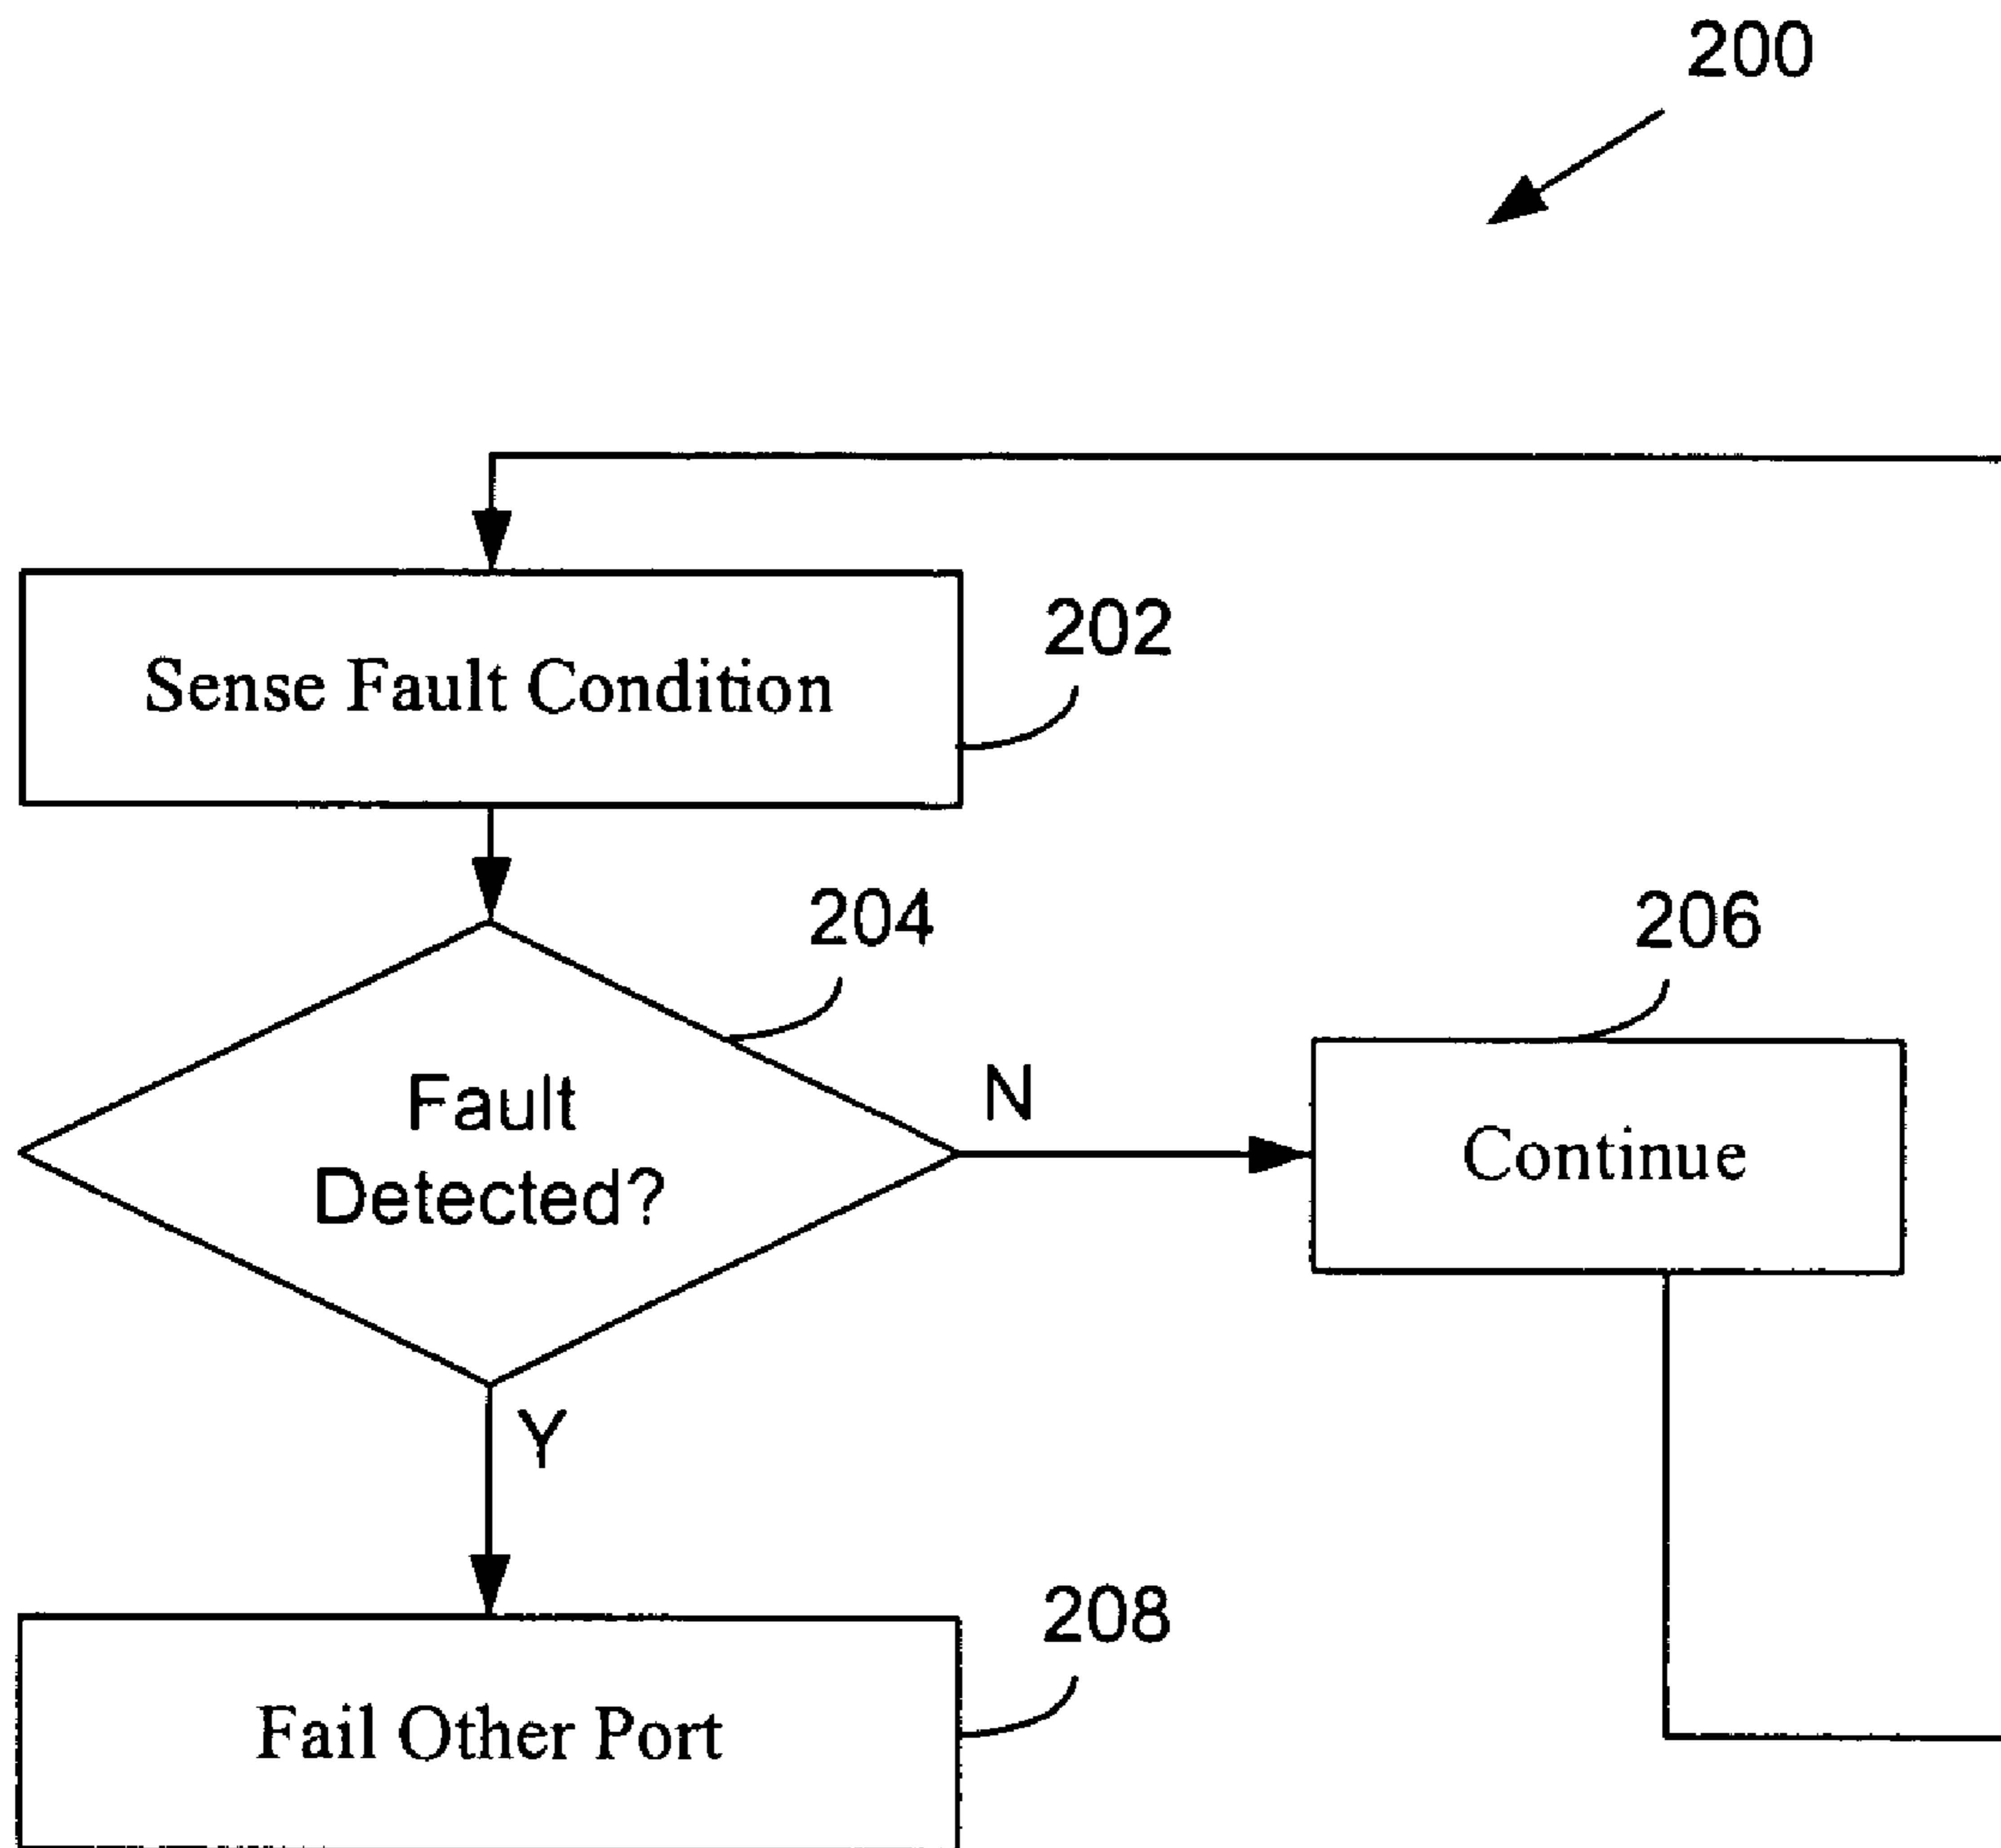 200
Sense Fault Condition
202
204
206
Fault
Detected?
N
Continue
Y
208
Fail Other Port